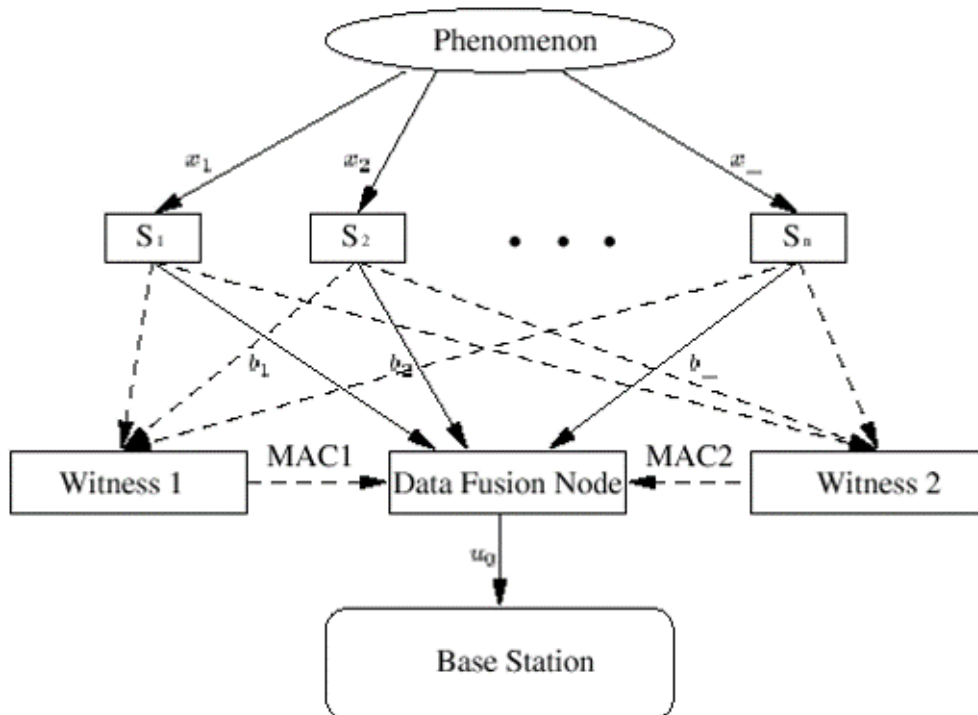 Phenomenon
x₁ x₂ x_
S₁ S₂ • • • Sₙ
b₁ b₂ b_
MAC1 MAC2
Witness 1 Data Fusion Node Witness 2
u₀
Base Station